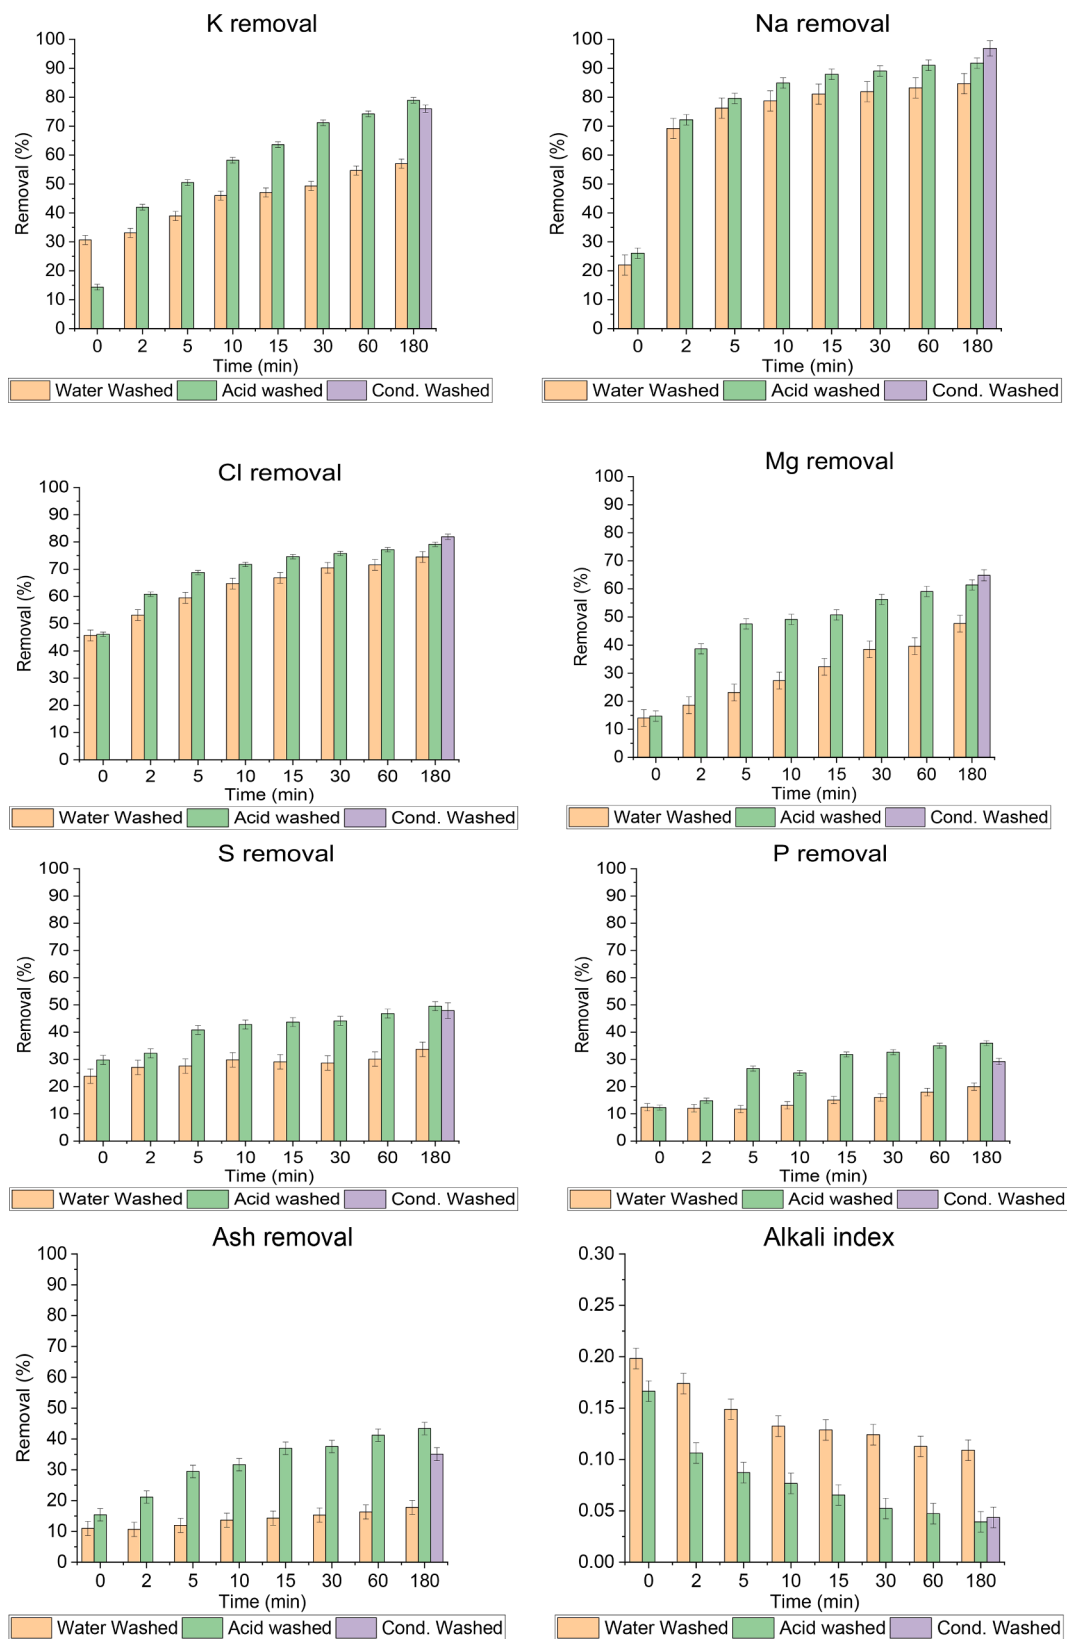 K removal
100
90
80
70
60
50
40
30
20
10
0
Removal (%)
0 2 5 10 15 30 60 180
Time (min)
Water Washed Acid washed Cond. Washed
Na removal
100
90
80
70
60
50
40
30
20
10
0
Removal (%)
0 2 5 10 15 30 60 180
Time (min)
Water Washed Acid washed Cond. Washed
Cl removal
100
90
80
70
60
50
40
30
20
10
0
Removal (%)
0 2 5 10 15 30 60 180
Time (min)
Water Washed Acid washed Cond. Washed
Mg removal
100
90
80
70
60
50
40
30
20
10
0
Removal (%)
0 2 5 10 15 30 60 180
Time (min)
Water Washed Acid washed Cond. Washed
S removal
100
90
80
70
60
50
40
30
20
10
0
Removal (%)
0 2 5 10 15 30 60 180
Time (min)
Water Washed Acid washed Cond. Washed
P removal
100
90
80
70
60
50
40
30
20
10
0
Removal (%)
0 2 5 10 15 30 60 180
Time (min)
Water Washed Acid washed Cond. Washed
Ash removal
100
90
80
70
60
50
40
30
20
10
0
Removal (%)
0 2 5 10 15 30 60 180
Time (min)
Water Washed Acid washed Cond. Washed
Alkali index
0.30
0.25
0.20
0.15
0.10
0.05
0.00
0 2 5 10 15 30 60 180
Time (min)
Water Washed Acid washed Cond. Washed